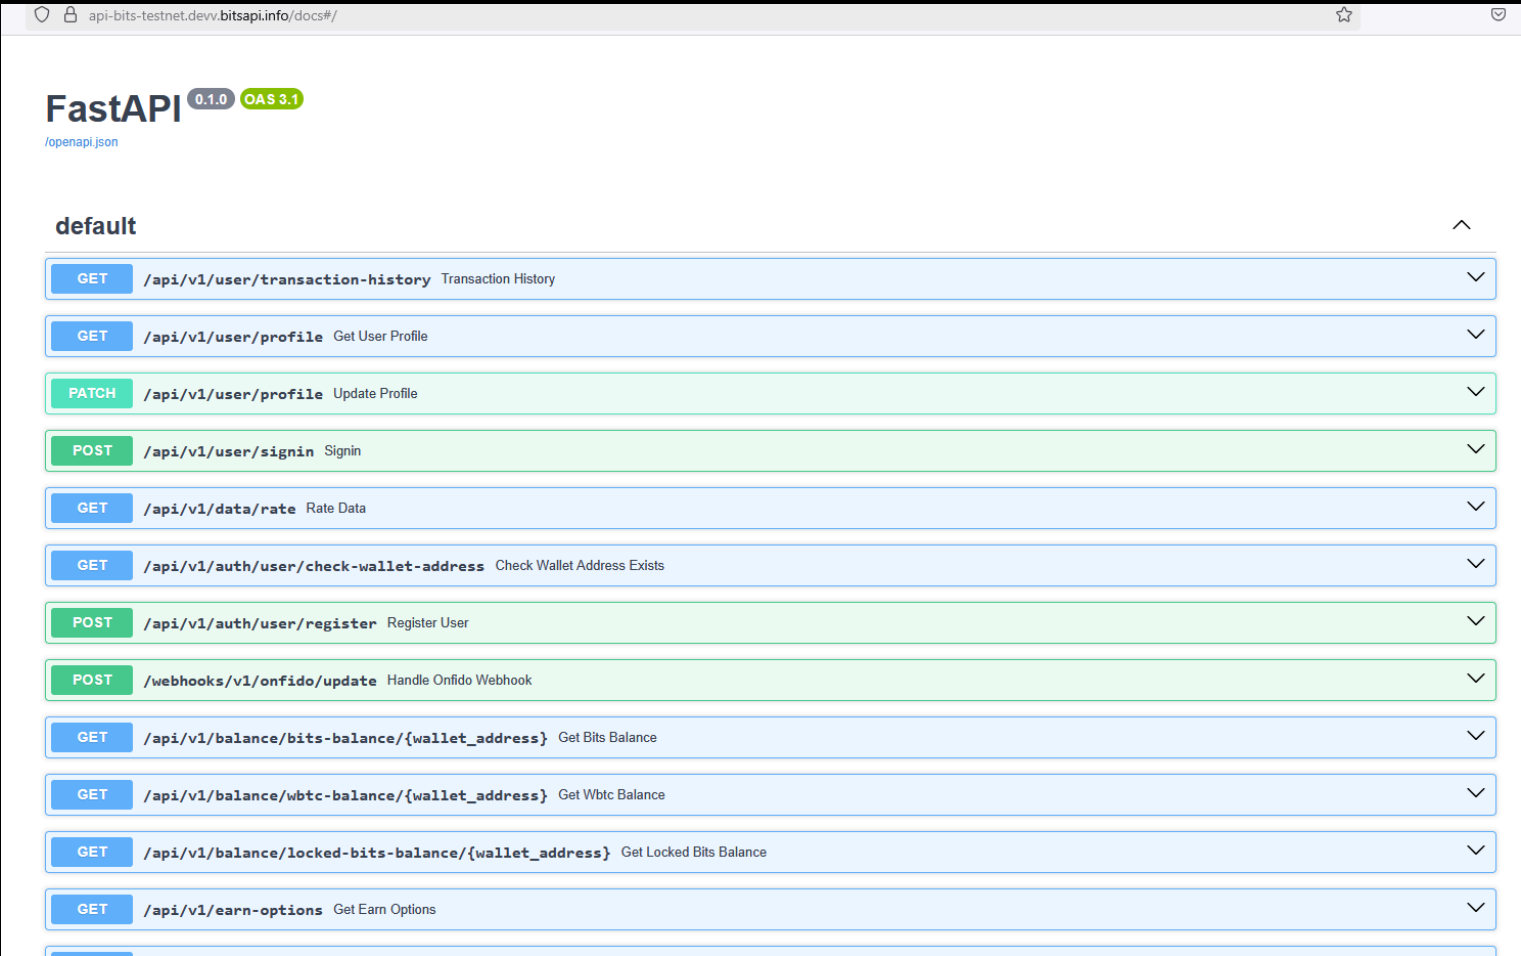 api-bits-testnet.devv.bitsapi.info/docs#/
FastAPI 0.1.0 OAS 3.1
/openapi.json
default
GET /api/v1/user/transaction-history Transaction History
GET /api/v1/user/profile Get User Profile
PATCH /api/v1/user/profile Update Profile
POST /api/v1/user/signin Signin
GET /api/v1/data/rate Rate Data
GET /api/v1/auth/user/check-wallet-address Check Wallet Address Exists
POST /api/v1/auth/user/register Register User
POST /webhooks/v1/onfido/update Handle Onfido Webhook
GET /api/v1/balance/bits-balance/{wallet_address} Get Bits Balance
GET /api/v1/balance/wbtc-balance/{wallet_address} Get Wbtc Balance
GET /api/v1/balance/locked-bits-balance/{wallet_address} Get Locked Bits Balance
GET /api/v1/earn-options Get Earn Options